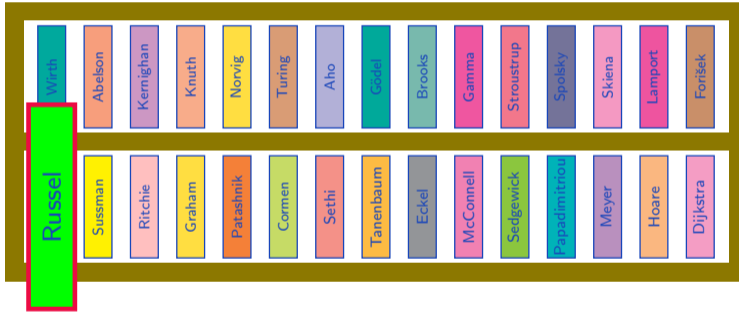 Wirth
Abelson
Kernighan
Knuth
Norvig
Turing
Aho
Gödel
Brooks
Gamma
Stroustrup
Spolsky
Skiena
Lamport
Forišek
Russel
Sussman
Ritchie
Graham
Patashnik
Cormen
Sethi
Tanenbaum
Eckel
McConnell
Sedgewick
Papadimitriou
Meyer
Hoare
Dijkstra